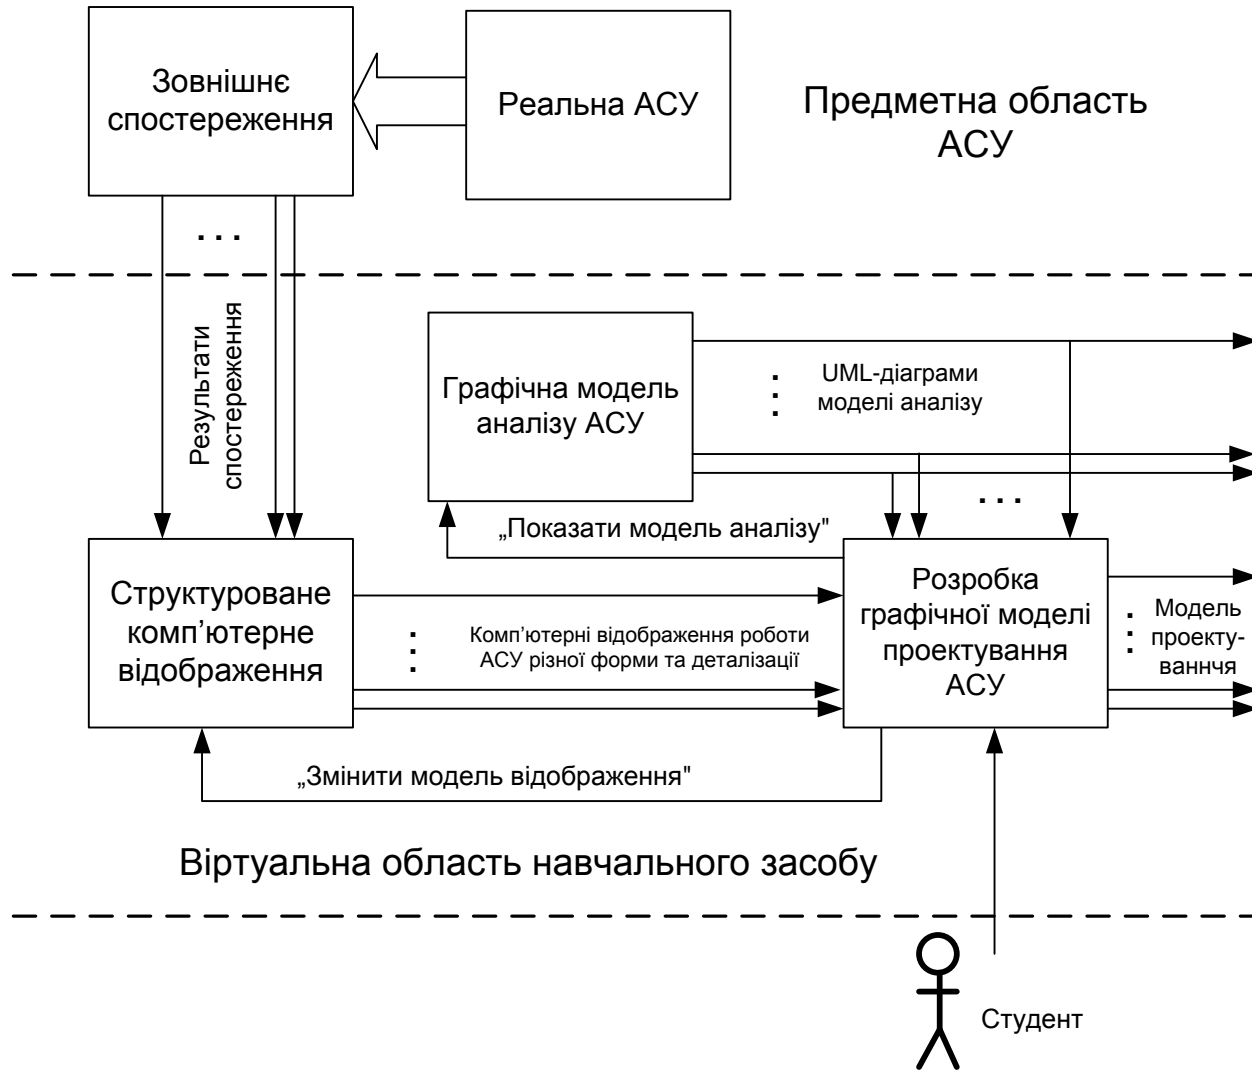 Зовнішнє
спостереження
Реальна АСУ
Предметна область
АСУ
. . .
Результати
спостереження
Графічна модель
аналізу АСУ
UML-діаграми
моделі аналізу
. . .
„Показати модель аналізу"
Структуроване
комп’ютерне
відображення
Комп’ютерні відображення роботи
АСУ різної форми та деталізації
Розробка
графічної моделі
проектування
АСУ
Модель
проекту-
ваннчя
„Змінити модель відображення"
Віртуальна область навчального засобу
Студент